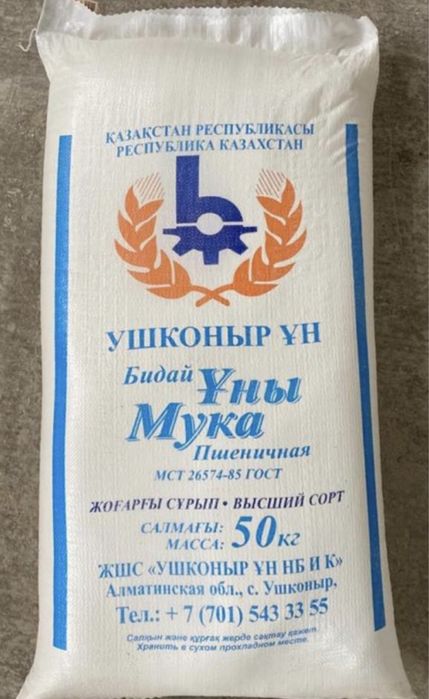 ҚАЗАҚСТАН РЕСПУБЛИКАСЫ
РЕСПУБЛИКА КАЗАХСТАН
УШКОНЫР ҰН
Бидай Ұны
Мука
Пшеничная
МСТ 26574-85 ГОСТ
ЖОҒАРҒЫ СҰРЫП • ВЫСШИЙ СОРТ
САЛМАҒЫ:
МАССА: 50кг
ЖШС «УШКОНЫР ҰН НБ И К»
Алматинская обл., с. Ушконыр,
Тел.: + 7 (701) 543 33 55
Салқын және құрғақ жерде сақтау қажет.
Хранить в сухом прохладном месте.